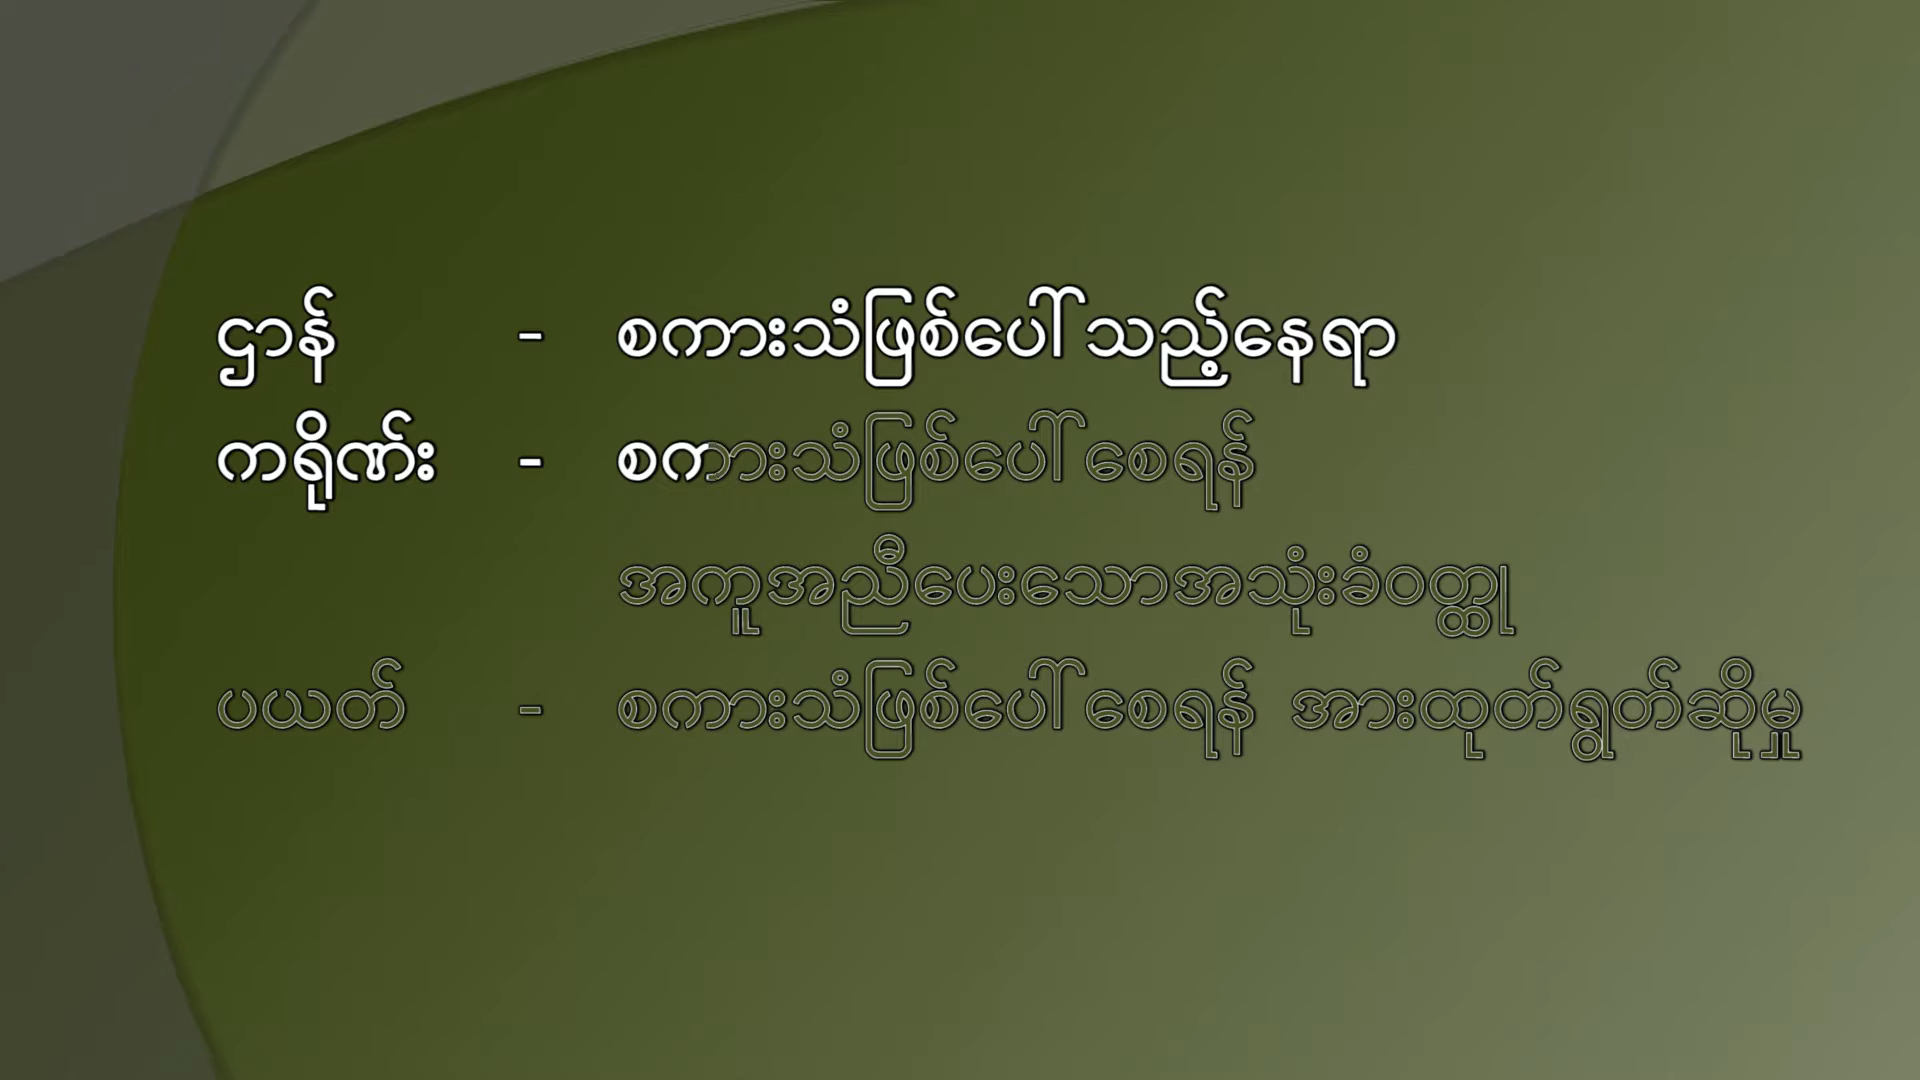 ဌာန် - စကားသံဖြစ်ပေါ် သည့်နေရာ
ကရိုဏ်း - စကားသံဖြစ်ပေါ် စေရန်
အကူအညီပေးသောအသုံးခံဝတ္ထု
ပယတ် - စကားသံဖြစ်ပေါ် စေရန် အားထုတ်ရွတ်ဆိုမှု